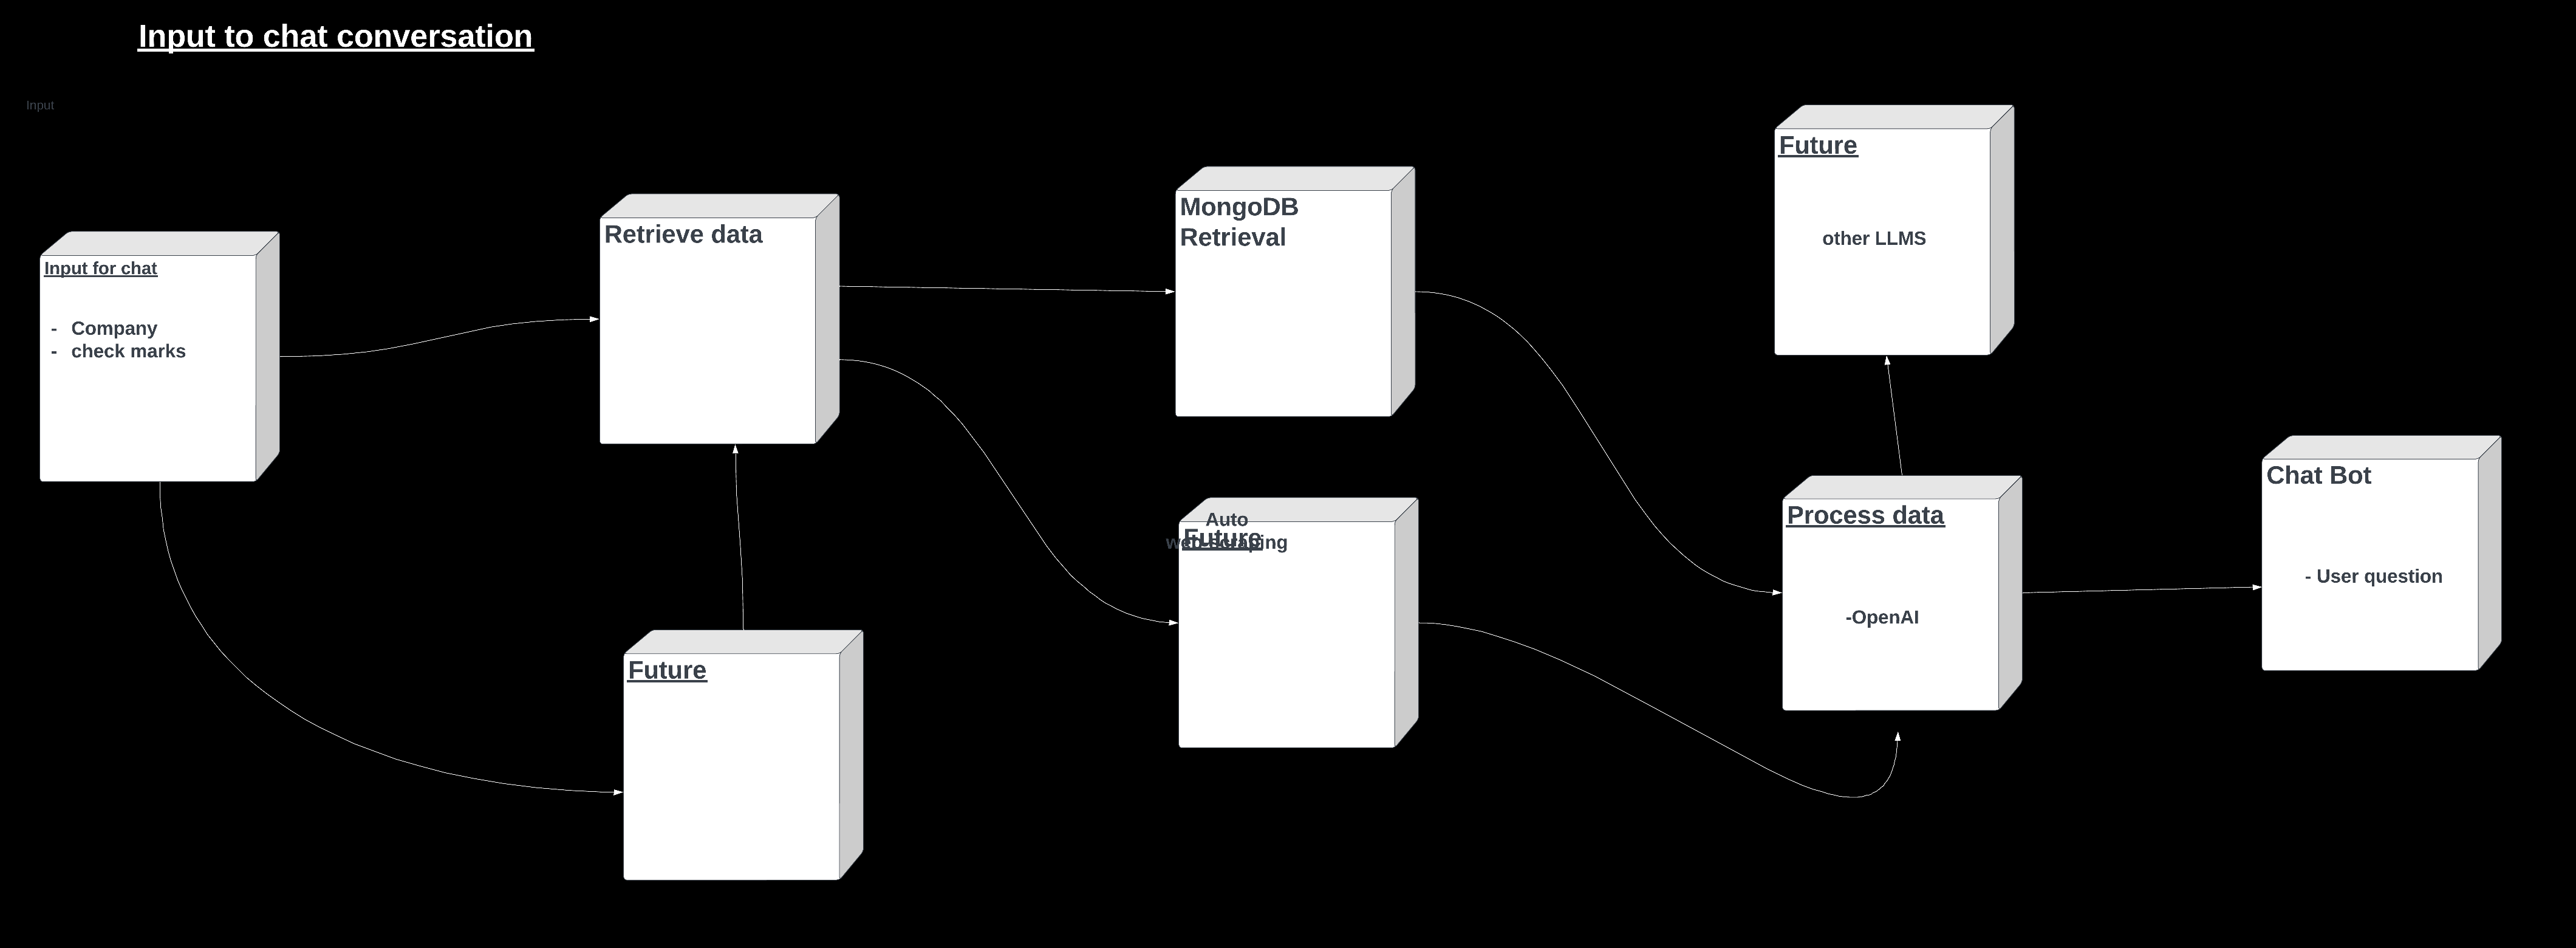 Input to chat conversation
Input
Input for chat
- Company
- check marks
Retrieve data
Future
MongoDB
Retrieval
Auto
web-scraping
Future
Future
other LLMS
Process data
-OpenAI
Chat Bot
- User question